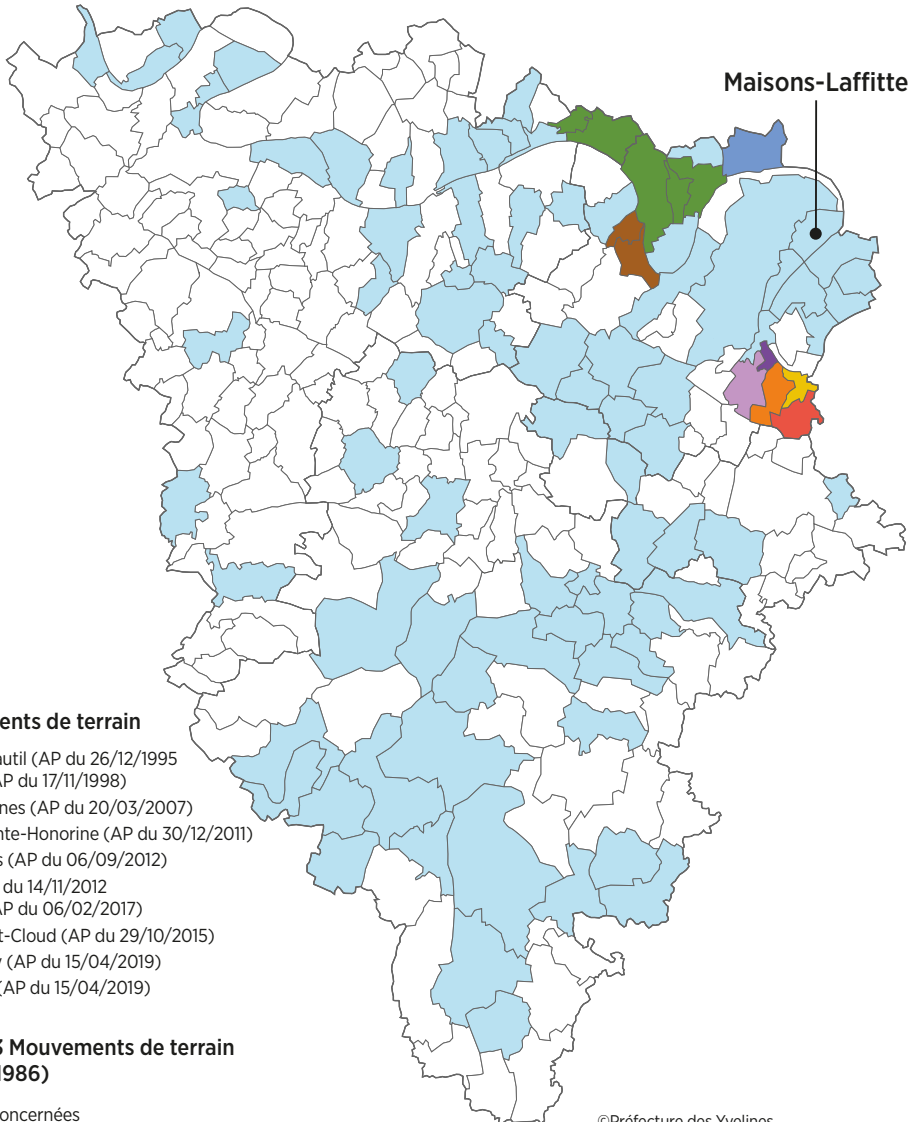 Maisons-Laffitte
ents de terrain
util (AP du 26/12/1995
AP du 17/11/1998)
nes (AP du 20/03/2007)
nte-Honorine (AP du 30/12/2011)
s (AP du 06/09/2012)
du 14/11/2012
AP du 06/02/2017)
t-Cloud (AP du 29/10/2015)
(AP du 15/04/2019)
(AP du 15/04/2019)
3 Mouvements de terrain
1986)
oncernées
©Préfecture des Yvelines